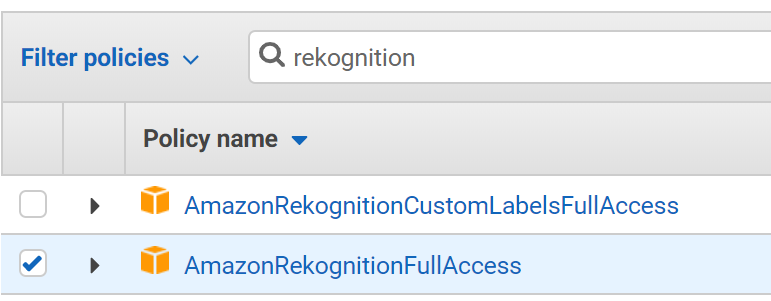 Filter policies
rekognition
Policy name
AmazonRekognitionCustomLabelsFullAccess
AmazonRekognitionFullAccess